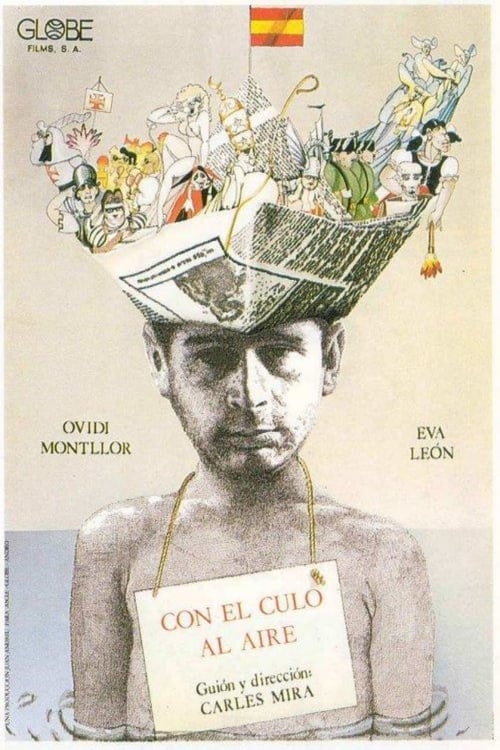 GLOBE
FILMS, S. A.
OVIDI
MONTLLOR
EVA
LEÓN
CON EL CULO
AL AIRE
Guión y dirección:
CARLES MIRA